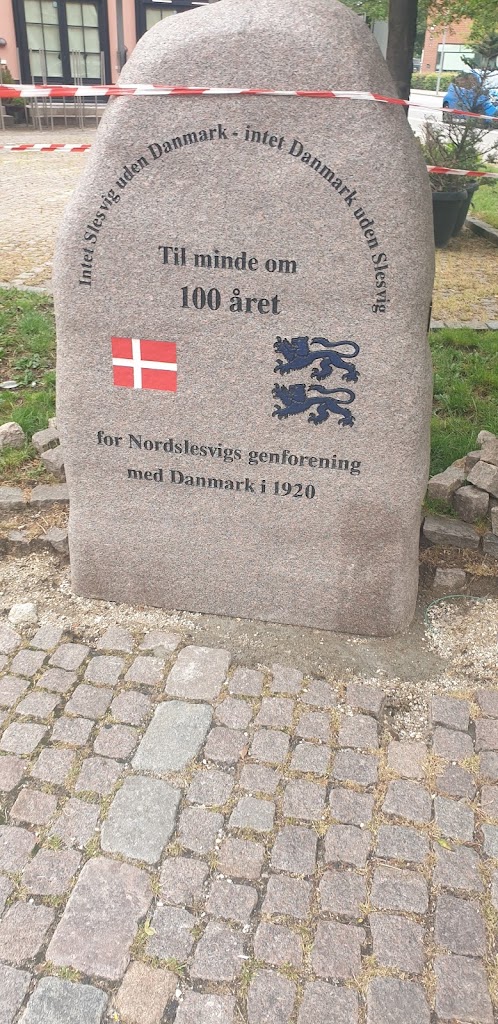 Intet Slesvig uden Danmark - intet Danmark uden Slesvig
Til minde om
100 året
for Nordslesvigs genforening
med Danmark i 1920